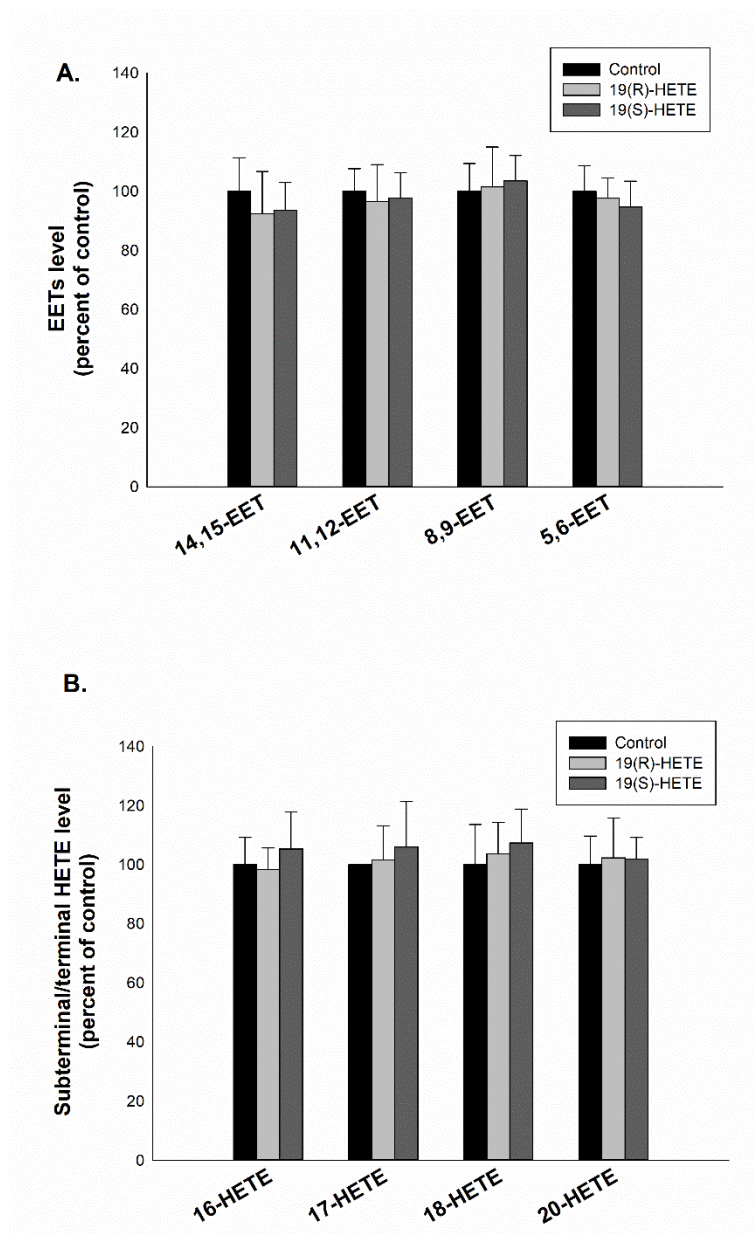 A.
Control
19(R)-HETE
19(S)-HETE
EETs level
(percent of control)
140
120
100
80
60
40
20
0
14,15-EET
11,12-EET
8,9-EET
5,6-EET
B.
Control
19(R)-HETE
19(S)-HETE
Subterminal/terminal HETE level
(percent of control)
140
120
100
80
60
40
20
0
16-HETE
17-HETE
18-HETE
20-HETE